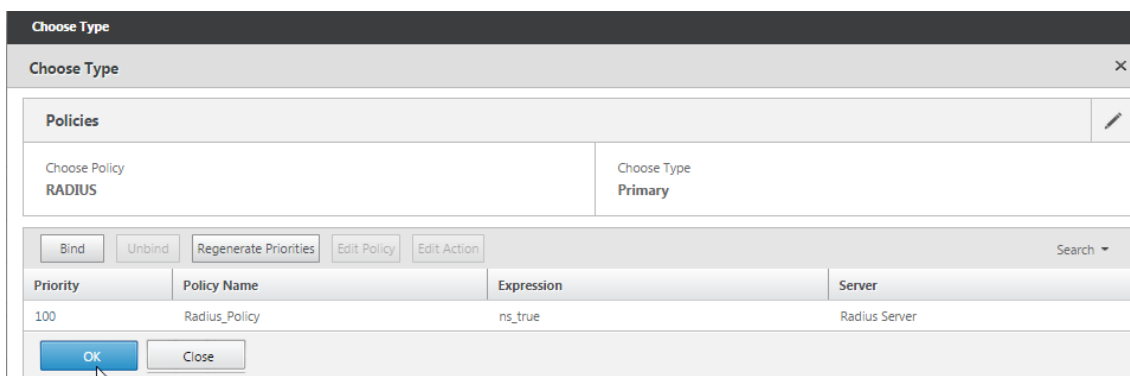 Choose Type
Choose Type
Policies
Choose Policy
RADIUS
Choose Type
Primary
Bind Unbind Regenerate Priorities Edit Policy Edit Action Search
Priority Policy Name Expression Server
100 Radius_Policy ns_true Radius Server
OK Close